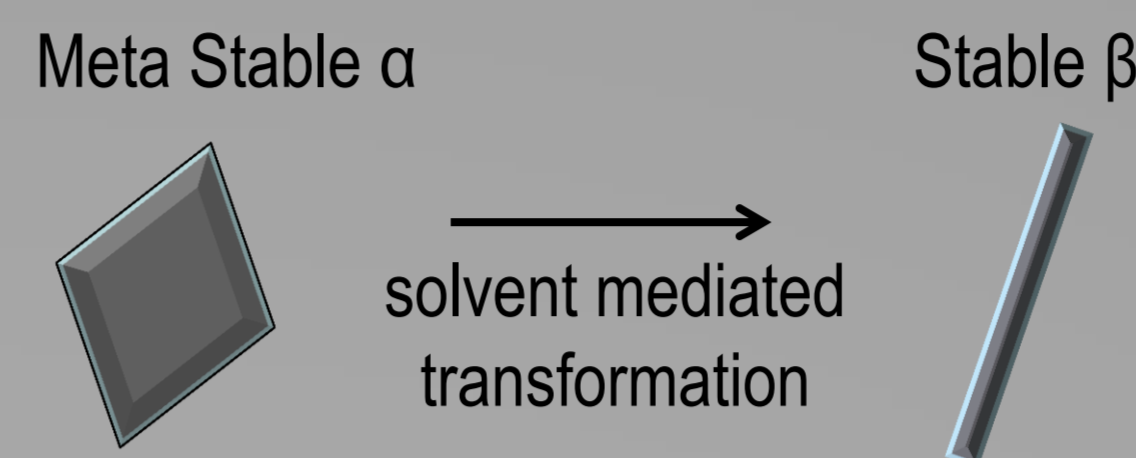 Meta Stable α
Stable β
solvent mediated
transformation